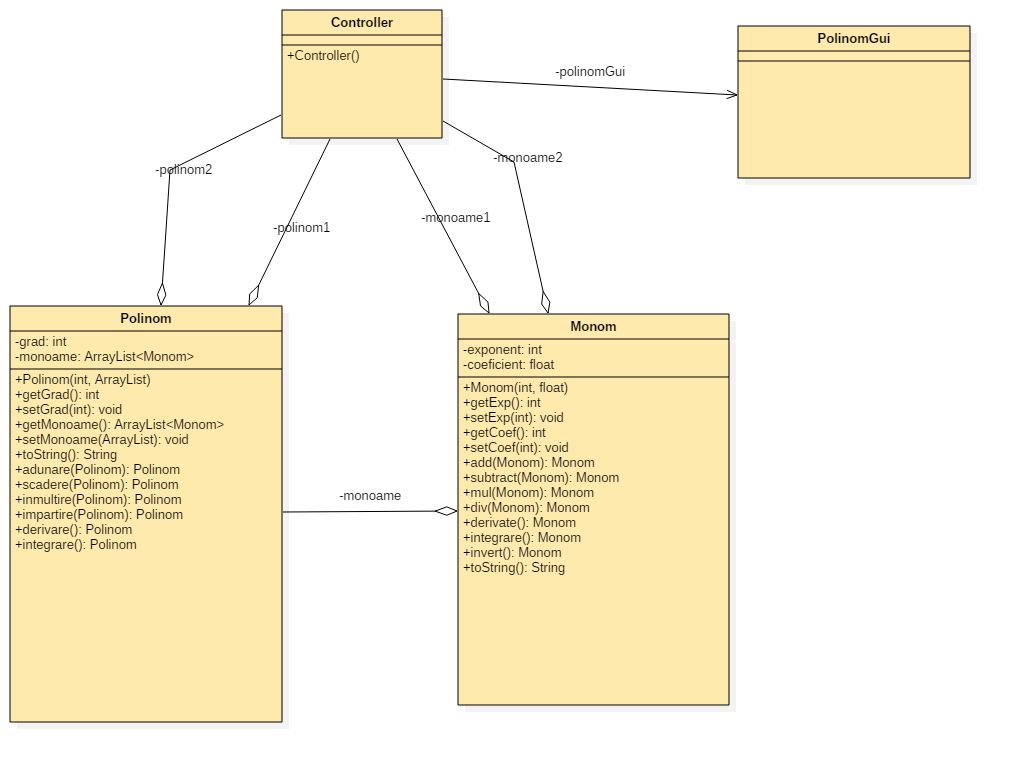 Controller
+Controller()
PolinomGui
-polinomGui
-polinom2
-polinom1
-monoame1
-monoame2
Polinom
-grad: int
-monoame: ArrayList<Monom>
+Polinom(int, ArrayList)
+getGrad(): int
+setGrad(int): void
+getMonoame(): ArrayList<Monom>
+setMonoame(ArrayList): void
+toString(): String
+adunare(Polinom): Polinom
+scadere(Polinom): Polinom
+inmultire(Polinom): Polinom
+impartire(Polinom): Polinom
+derivare(): Polinom
+integrare(): Polinom
-monoame
Monom
-exponent: int
-coeficient: float
+Monom(int, float)
+getExp(): int
+setExp(int): void
+getCoef(): int
+setCoef(int): void
+add(Monom): Monom
+subtract(Monom): Monom
+mul(Monom): Monom
+div(Monom): Monom
+derivate(): Monom
+integrare(): Monom
+invert(): Monom
+toString(): String